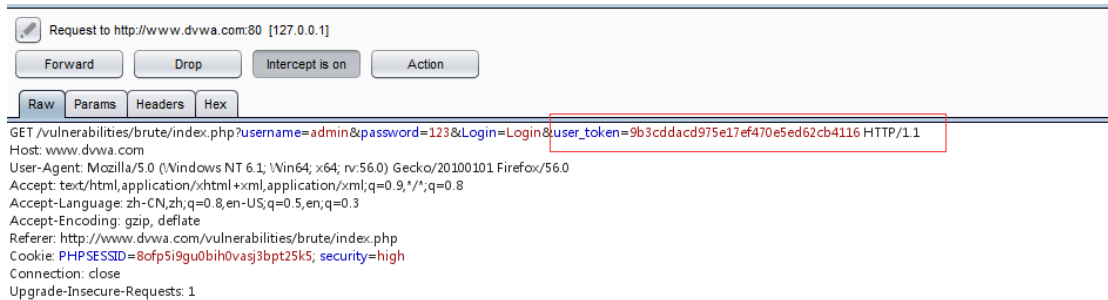 Request to http://www.dvwa.com:80 [127.0.0.1]
Forward Drop Intercept is on Action
Raw Params Headers Hex
GET /vulnerabilities/brute/index.php?username=admin&password=123&Login=Login&user_token=9b3cddacd975e17ef470e5ed62cb4116 HTTP/1.1
Host: www.dvwa.com
User-Agent: Mozilla/5.0 (Windows NT 6.1; Win64; x64; rv:56.0) Gecko/20100101 Firefox/56.0
Accept: text/html,application/xhtml+xml,application/xml;q=0.9,*/*;q=0.8
Accept-Language: zh-CN,zh;q=0.8,en-US;q=0.5,en;q=0.3
Accept-Encoding: gzip, deflate
Referer: http://www.dvwa.com/vulnerabilities/brute/index.php
Cookie: PHPSESSID=8ofp5i9gu0bih0vasj3bpt25k5; security=high
Connection: close
Upgrade-Insecure-Requests: 1